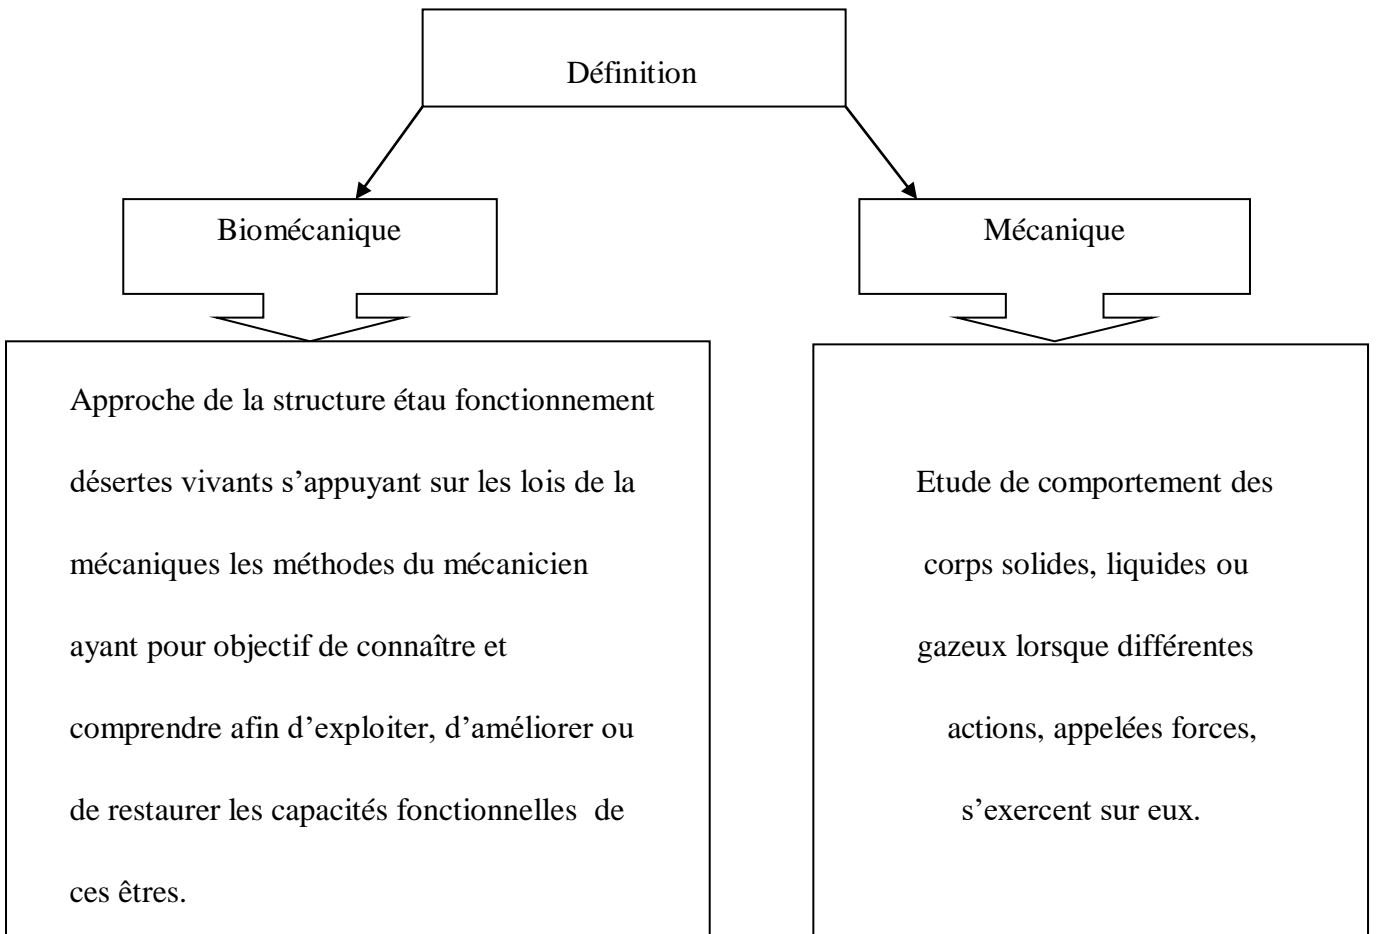 Définition
Biomécanique
Mécanique
Approche de la structure étau fonctionnement
désertes vivants s’appuyant sur les lois de la
mécaniques les méthodes du mécanicien
ayant pour objectif de connaître et
comprendre afin d’exploiter, d’améliorer ou
de restaurer les capacités fonctionnelles de
ces êtres.
Etude de comportement des
corps solides, liquides ou
gazeux lorsque différentes
actions, appelées forces,
s’exercent sur eux.